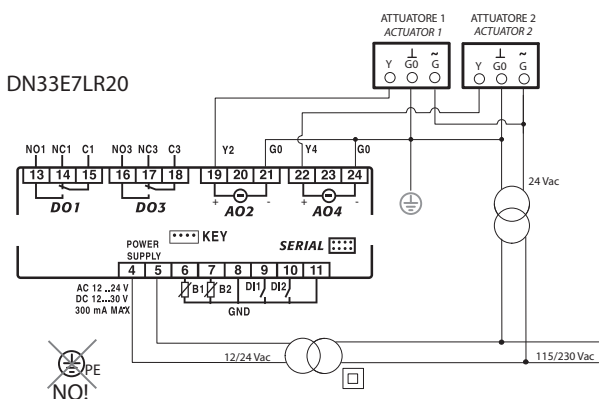 ATTUATORE 1
ACTUATOR 1
ATTUATORE 2
ACTUATOR 2
Y G0 ~ G
Y G0 ~ G
DN33E7LR20
NO1 NC1 C1 NO3 NC3 C3 Y2 G0 Y4 G0
13 14 15 16 17 18 19 20 21 22 23 24
DO1 DO3 + AO2 - + AO4 -
24 Vac
KEY
SERIAL
POWER
SUPPLY
4 5 6 7 8 9 10 11
AC 12 ..24 V
DC 12...30 V
300 mA MAX
B1 B2 DI1 DI2
GND
12/24 Vac
115/230 Vac
PE
NO!